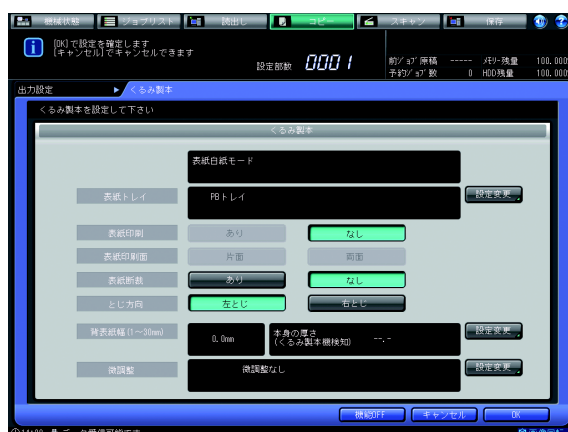 機械状態 ジョブリスト 読出し コピー スキャン 保存
[OK]で設定を確定します
[キャンセル]でキャンセルできます
設定部数 0001
前ジョブ原稿 ----- メモリー残量 100.000
予約ジョブ数 0 HDD残量 100.000
出力設定 くるみ製本
くるみ製本を設定して下さい
くるみ製本
表紙白紙モード
表紙トレイ PBトレイ 設定変更
表紙印刷 あり なし
表紙印刷面 片面 両面
表紙断裁 あり なし
とじ方向 左とじ 右とじ
背表紙幅(1～30mm) 0.0mm 本身の厚さ
(くるみ製本機検知) --.- 設定変更
微調整 微調整なし 設定変更
機能OFF キャンセル OK